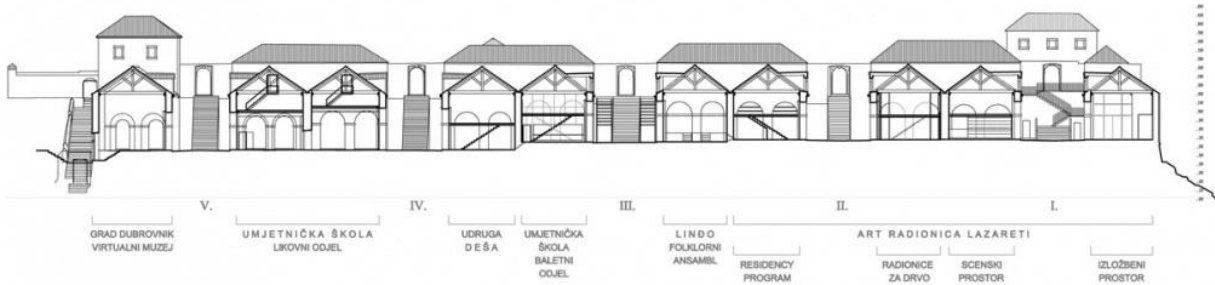 V.
IV.
III.
II.
I.
GRAD DUBROVNIK
VIRTUALNI MUZEJ
UMJETNIČKA ŠKOLA
LIKOVNI ODJEL
UDRUGA
DEŠA
UMJETNIČKA
ŠKOLA
BALETNI
ODJEL
LINĐO
FOLKLORNI
ANSAMBL
ART RADIONICA LAZARETI
RESIDENCY
PROGRAM
RADIONICE
ZA DRVO
SCENSKI
PROSTOR
IZLOŽBENI
PROSTOR